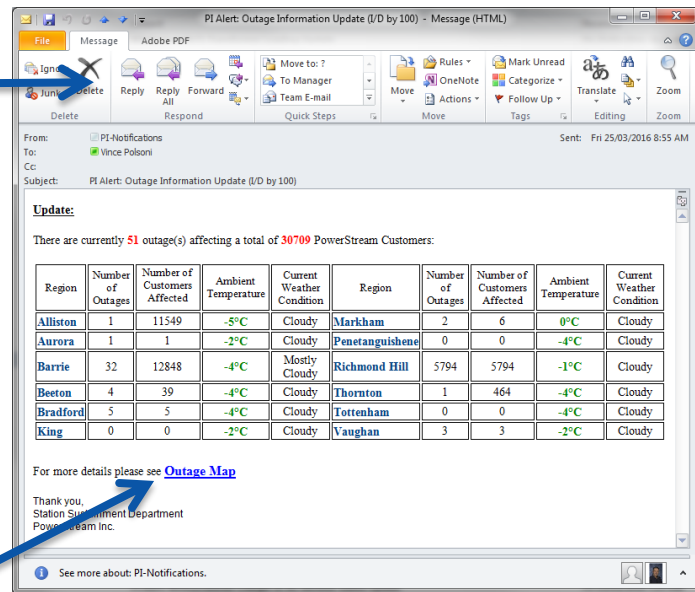 PI Alert: Outage Information Update (I/D by 100) - Message (HTML)
File Message Adobe PDF
Delete Reply Reply All Forward
Move to: ?
To Manager
Team E-mail
Move
Rules
OneNote
Actions
Mark Unread
Categorize
Follow Up
Translate
Zoom
Delete Respond Quick Steps Move Tags Editing Zoom
From: PI-Notifications Sent: Fri 25/03/2016 8:55 AM
To: Vince Polsoni
Cc:
Subject: PI Alert: Outage Information Update (I/D by 100)
Update:
There are currently 51 outage(s) affecting a total of 30709 PowerStream Customers:
Region Number of Outages Number of Customers Affected Ambient Temperature Current Weather Condition Region Number of Outages Number of Customers Affected Ambient Temperature Current Weather Condition
Alliston 1 11549 -5°C Cloudy Markham 2 6 0°C Cloudy
Aurora 1 1 -2°C Cloudy Penetanguishene 0 0 -4°C Cloudy
Barrie 32 12848 -4°C Mostly Cloudy Richmond Hill 5794 5794 -1°C Cloudy
Beeton 4 39 -4°C Cloudy Thornton 1 464 -4°C Cloudy
Bradford 5 5 -4°C Cloudy Tottenham 0 0 -4°C Cloudy
King 0 0 -2°C Cloudy Vaughan 3 3 -2°C Cloudy
For more details please see Outage Map
Thank you,
Station Department
Inc.
See more about: PI-Notifications.